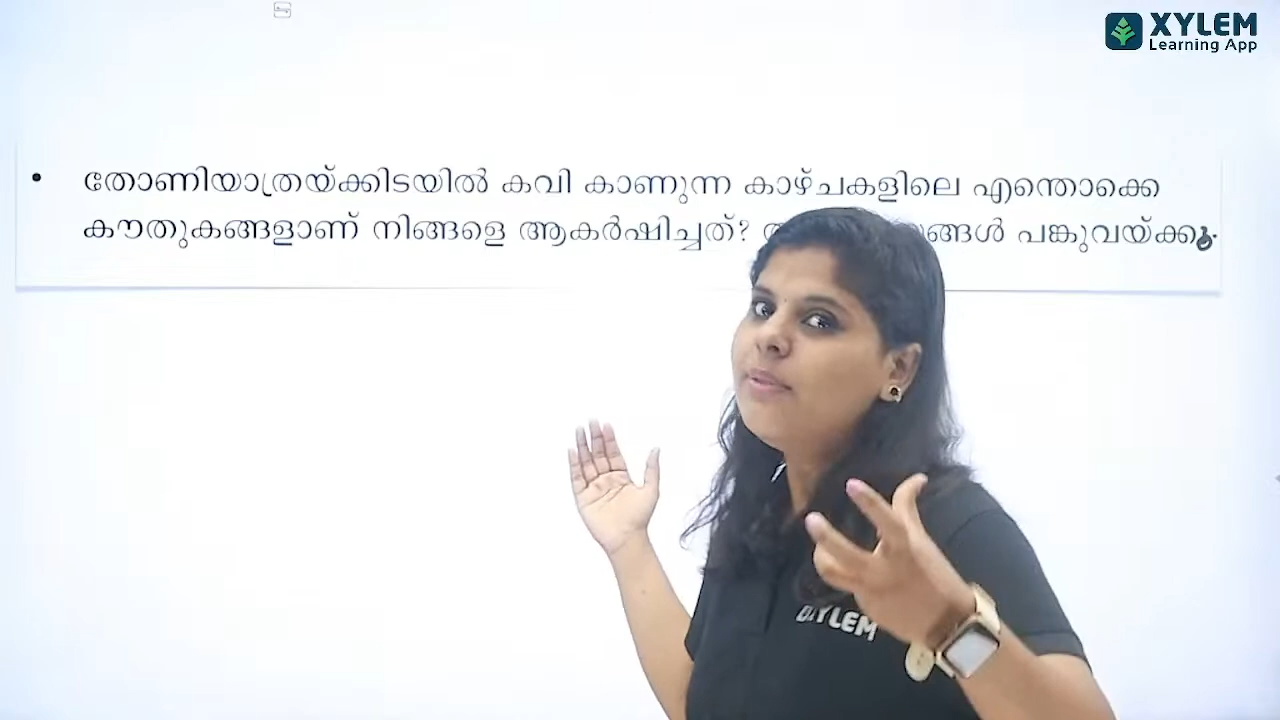 XYLEM
Learning App
• തോണിയാത്രയ്ക്കിടയിൽ കവി കാണുന്ന കാഴ്ചകളിലെ എന്തൊക്കെ
കൗതുകങ്ങളാണ് നിങ്ങളെ ആകർഷിച്ചത്? പങ്കുവയ്ക്കൂ.
XYLEM